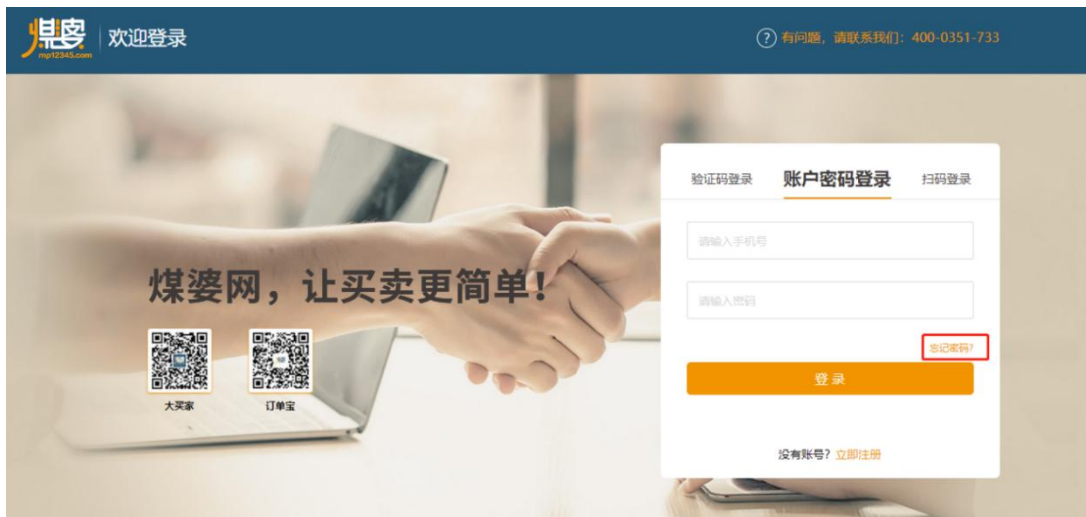 煤婆
mp12345.com
欢迎登录
? 有问题，请联系我们：400-0351-733
验证码登录
账户密码登录
扫码登录
请输入手机号
请输入密码
忘记密码?
登录
没有账号？立即注册
煤婆网，让买卖更简单！
大买家
订单宝